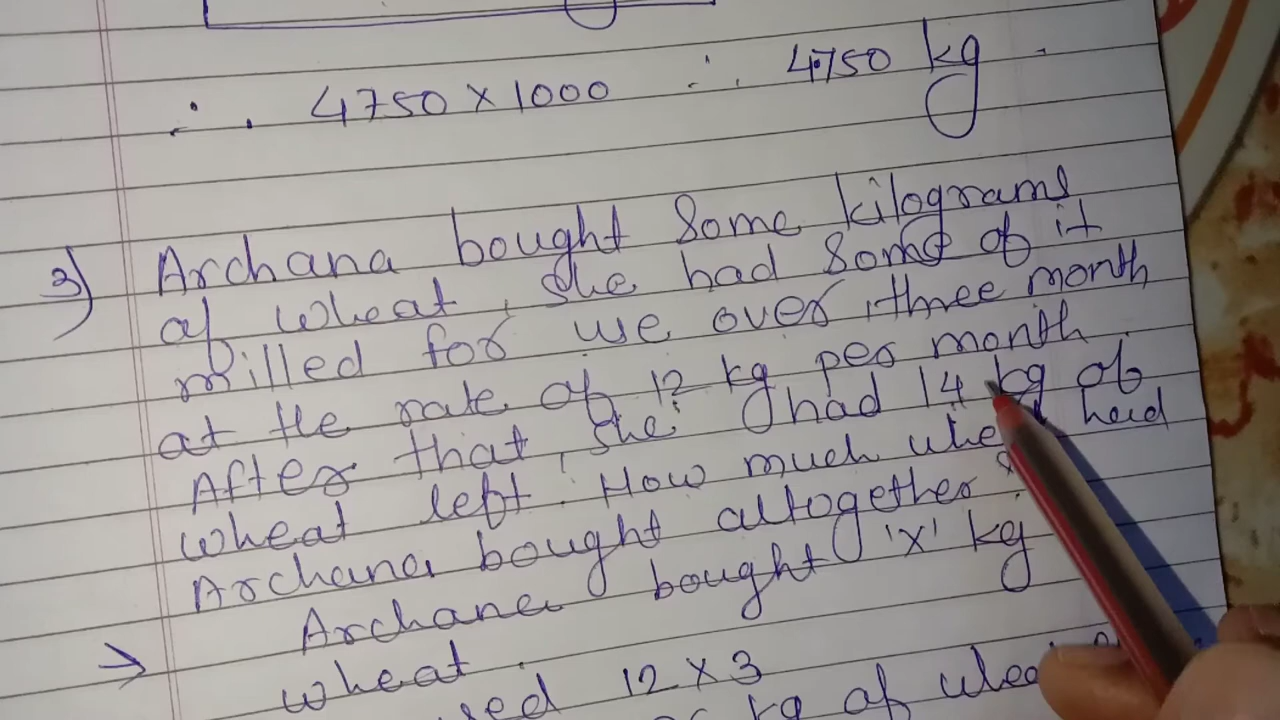 ∴ 4750 × 1000 ∴ 4750 kg.
3) Archana bought some kilograms
of wheat, She had some of it
milled for use over, three month
at the rate of 12 kg per month
After that, she had 14 kg of
wheat left. How much had
Archana bought altogether?
→ Archana bought 'x' kg
wheat.
12 × 3
kg of